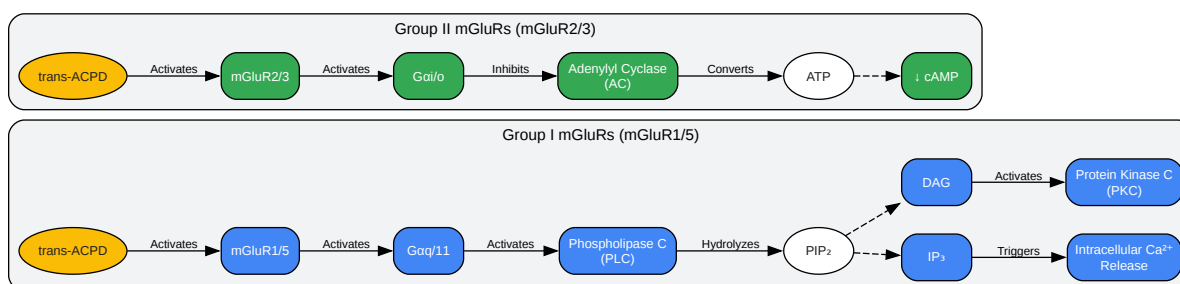 Group II mGluRs (mGluR2/3)
trans-ACPD
Activates
mGluR2/3
Activates
Gαi/o
Inhibits
Adenylyl Cyclase
(AC)
Converts
ATP
↓ cAMP
Group I mGluRs (mGluR1/5)
DAG
Activates
Protein Kinase C
(PKC)
trans-ACPD
Activates
mGluR1/5
Activates
Gαq/11
Activates
Phospholipase C
(PLC)
Hydrolyzes
PIP₂
IP₃
Triggers
Intracellular Ca²⁺
Release